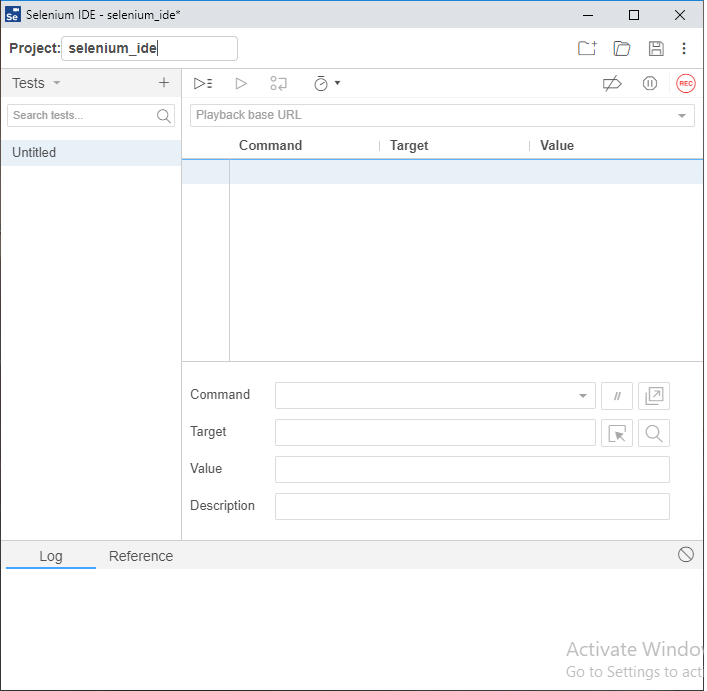 Se Selenium IDE - selenium_ide*
Project: selenium_ide
Tests
REC
Search tests...
Playback base URL
Command Target Value
Untitled
Command
//
Target
Value
Description
Log Reference
Activate Windo
Go to Settings to act